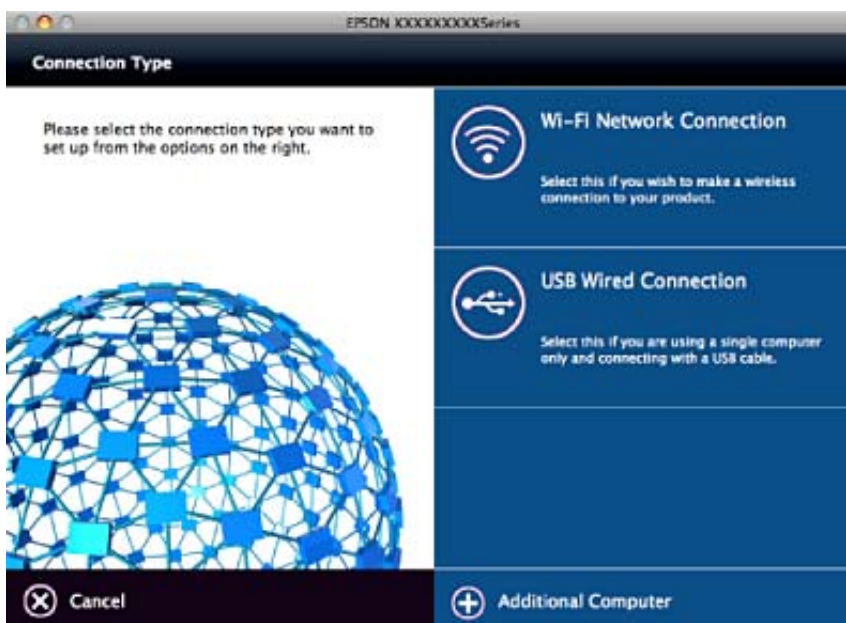 EPSON XXXXXXXXXSeries
Connection Type
Please select the connection type you want to
set up from the options on the right.
Wi-Fi Network Connection
Select this if you wish to make a wireless
connection to your product.
USB Wired Connection
Select this if you are using a single computer
only and connecting with a USB cable.
Cancel
Additional Computer